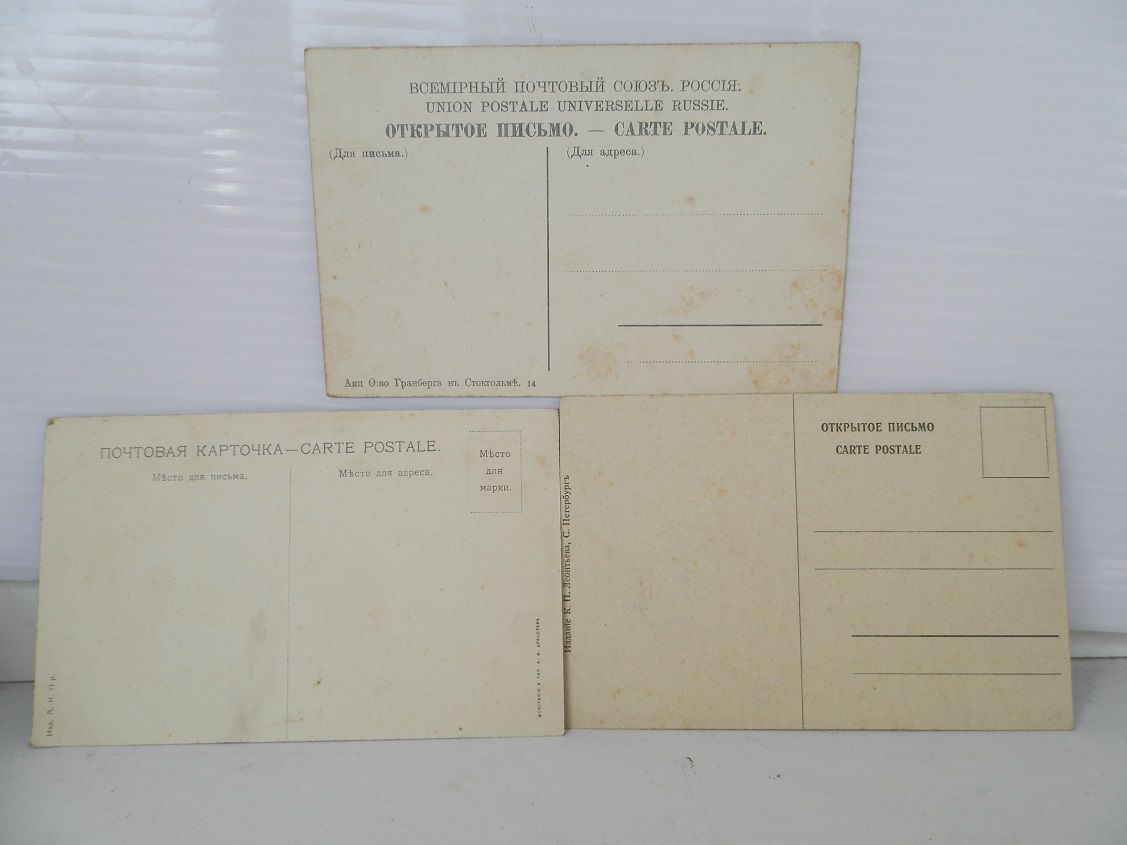 ВСЕМІРНЫЙ ПОЧТОВЫЙ СОЮЗЪ. РОССІЯ.
UNION POSTALE UNIVERSELLE RUSSIE.
ОТКРЫТОЕ ПИСЬМО. — CARTE POSTALE.
(Для письма.)
(Для адреса.)
Акц О-во Гранберга въ Стокгольмѣ. 14
ПОЧТОВАЯ КАРТОЧКА—CARTE POSTALE.
Мѣсто для письма.
Мѣсто для адреса.
Мѣсто
для
марки.
Изд.
ОТКРЫТОЕ ПИСЬМО
CARTE POSTALE
Изданіе К. П. Леонтьева, С. Петербургъ